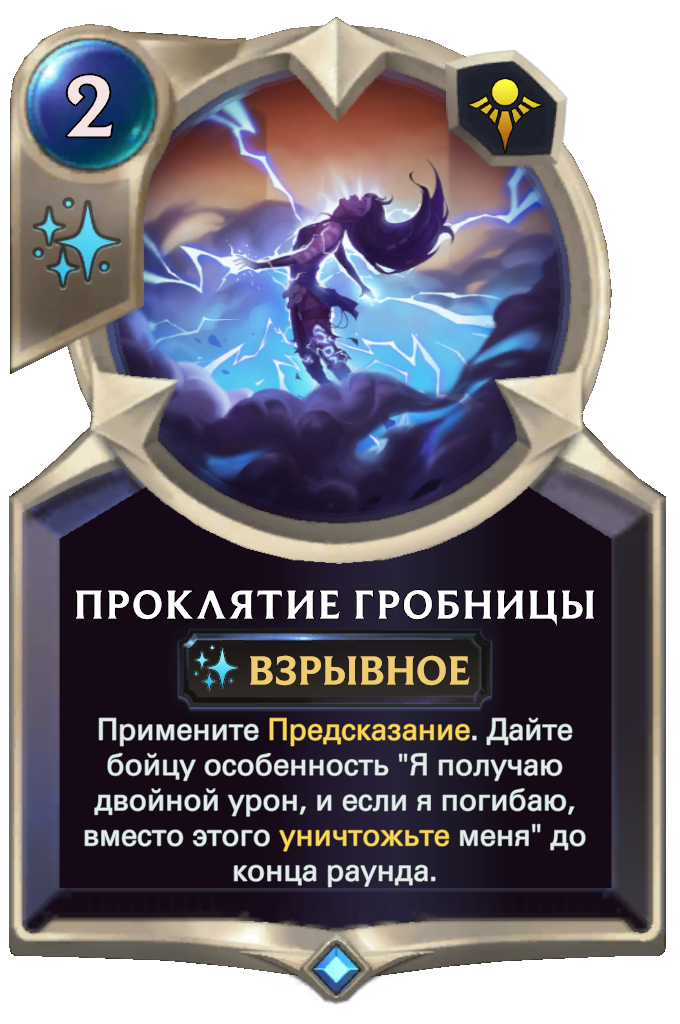 2
ПРОКЛЯТИЕ ГРОБНИЦЫ
ВЗРЫВНОЕ
Примените Предсказание. Дайте
бойцу особенность "Я получаю
двойной урон, и если я погибаю,
вместо этого уничтожьте меня" до
конца раунда.